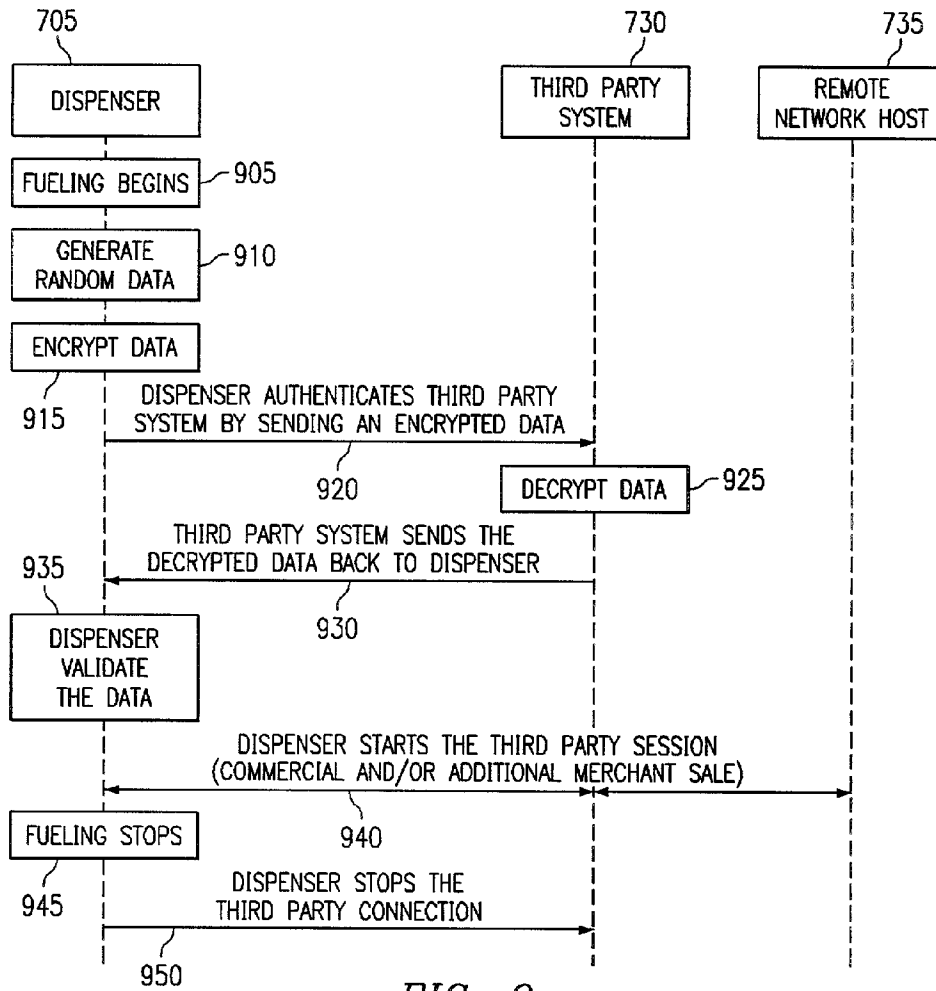 705
730
735
DISPENSER
THIRD PARTY
SYSTEM
REMOTE
NETWORK HOST
FUELING BEGINS
905
GENERATE
RANDOM DATA
910
ENCRYPT DATA
915
DISPENSER AUTHENTICATES THIRD PARTY
SYSTEM BY SENDING AN ENCRYPTED DATA
920
DECRYPT DATA
925
THIRD PARTY SYSTEM SENDS THE
DECRYPTED DATA BACK TO DISPENSER
930
935
DISPENSER
VALIDATE
THE DATA
DISPENSER STARTS THE THIRD PARTY SESSION
(COMMERCIAL AND/OR ADDITIONAL MERCHANT SALE)
940
FUELING STOPS
945
DISPENSER STOPS THE
THIRD PARTY CONNECTION
950